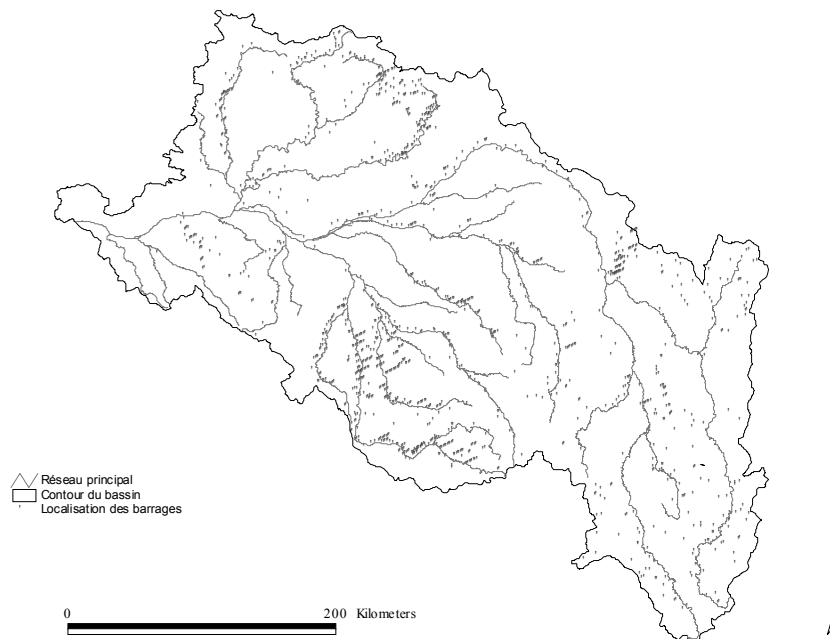 Réseau principal
Contour du bassin
Localisation des barrages
0 200 Kilometers